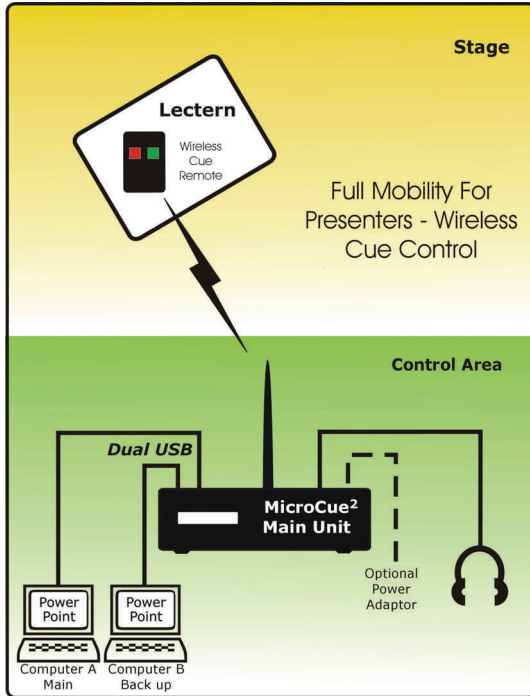 Stage
Lectern
Wireless
Cue
Remote
Full Mobility For
Presenters - Wireless
Cue Control
Control Area
Dual USB
MicroCue²
Main Unit
Optional
Power
Adaptor
Power
Point
Power
Point
Computer A
Main
Computer B
Back up